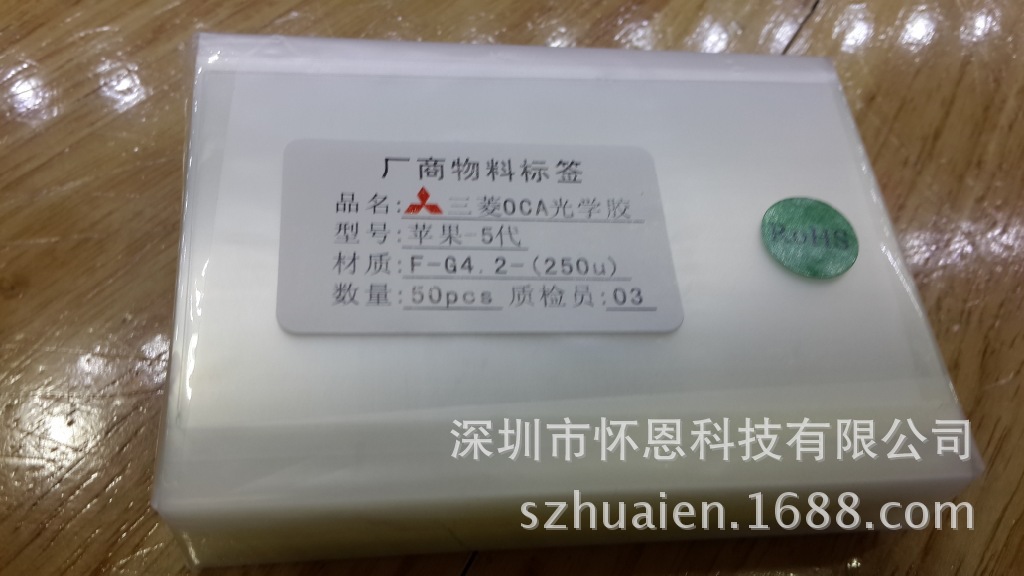 厂商物料标签
品名:三菱OCA光学胶
型号:苹果-5代
材质:F-G4.2-(250u)
数量:50pcs 质检员:03
RoHS
深圳市怀恩科技有限公司
szhuaien.1688.com